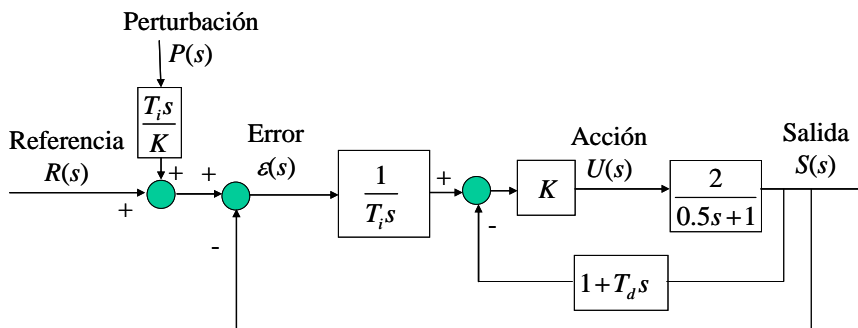 Perturbación
P(s)
T_i s
K
Referencia
R(s)
+
+
+
+
-
Error
ε(s)
1
T_i s
+
-
K
Acción
U(s)
2
0.5s+1
Salida
S(s)
1+T_d s